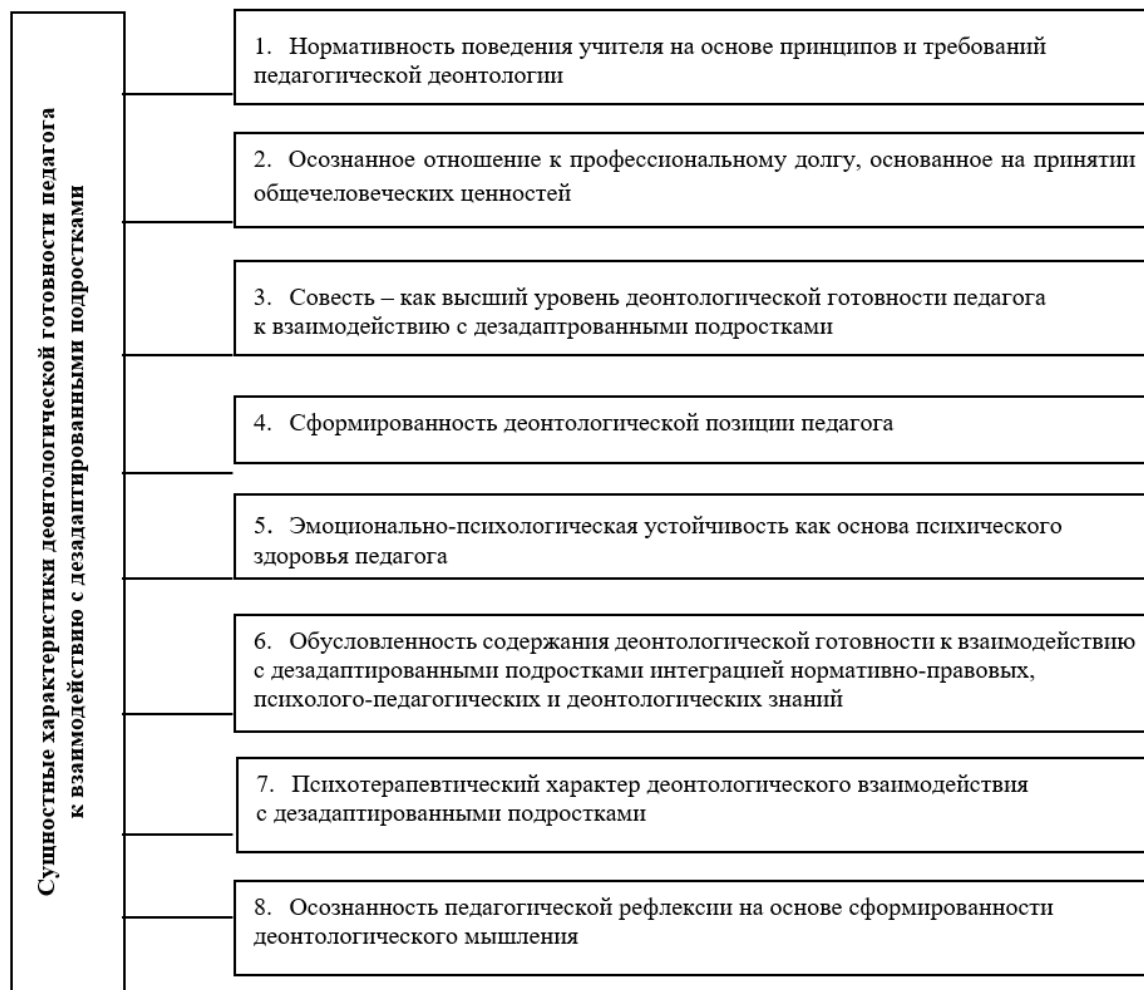 Сущностные характеристики деонтологической готовности педагога
к взаимодействию с дезадаптированными подростками
1. Нормативность поведения учителя на основе принципов и требований
педагогической деонтологии
2. Осознанное отношение к профессиональному долгу, основанное на принятии
общечеловеческих ценностей
3. Совесть – как высший уровень деонтологической готовности педагога
к взаимодействию с дезадаптрованными подростками
4. Сформированность деонтологической позиции педагога
5. Эмоционально-психологическая устойчивость как основа психического
здоровья педагога
6. Обусловленность содержания деонтологической готовности к взаимодействию
с дезадаптированными подростками интеграцией нормативно-правовых,
психолого-педагогических и деонтологических знаний
7. Психотерапевтический характер деонтологического взаимодействия
с дезадаптированными подростками
8. Осознанность педагогической рефлексии на основе сформированности
деонтологического мышления